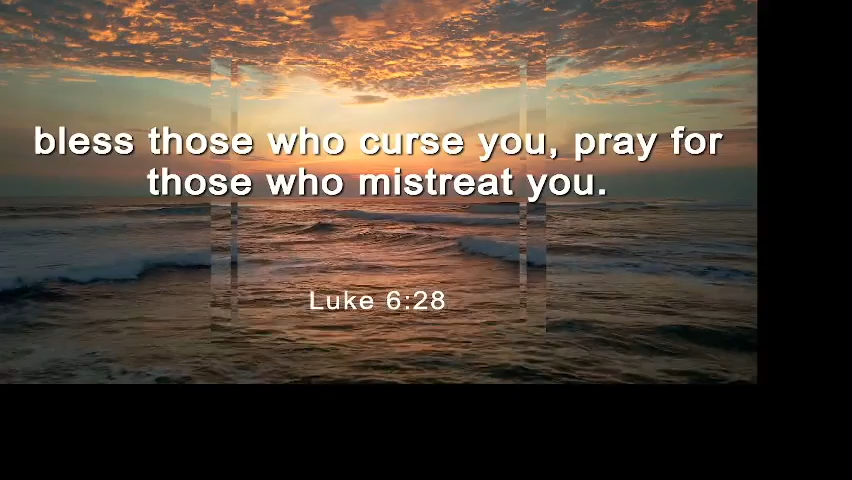 bless those who curse you, pray for
those who mistreat you.
Luke 6:28